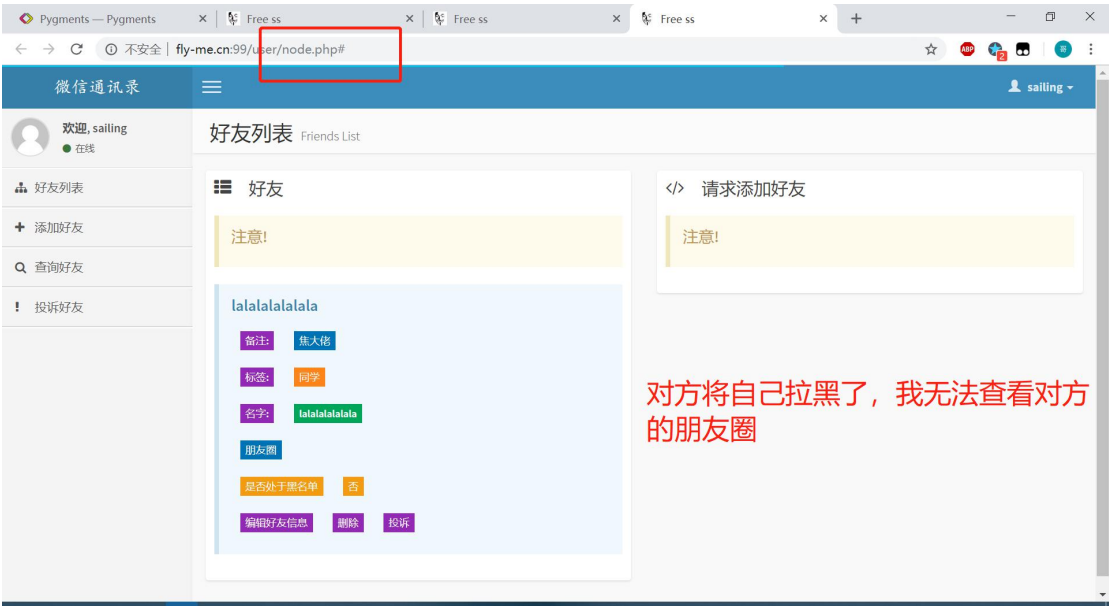 Pygments — Pygments
Free ss
Free ss
Free ss
不安全 | fly-me.cn:99/user/node.php#
ABP
2
微信通讯录
sailing
欢迎, sailing
在线
好友列表
添加好友
查询好友
投诉好友
好友列表 Friends List
好友
注意!
lalalalalalala
备注: 焦大佬
标签: 同学
名字: lalalalalalala
朋友圈
是否处于黑名单 否
编辑好友信息 删除 投诉
请求添加好友
注意!
对方将自己拉黑了，我无法查看对方
的朋友圈